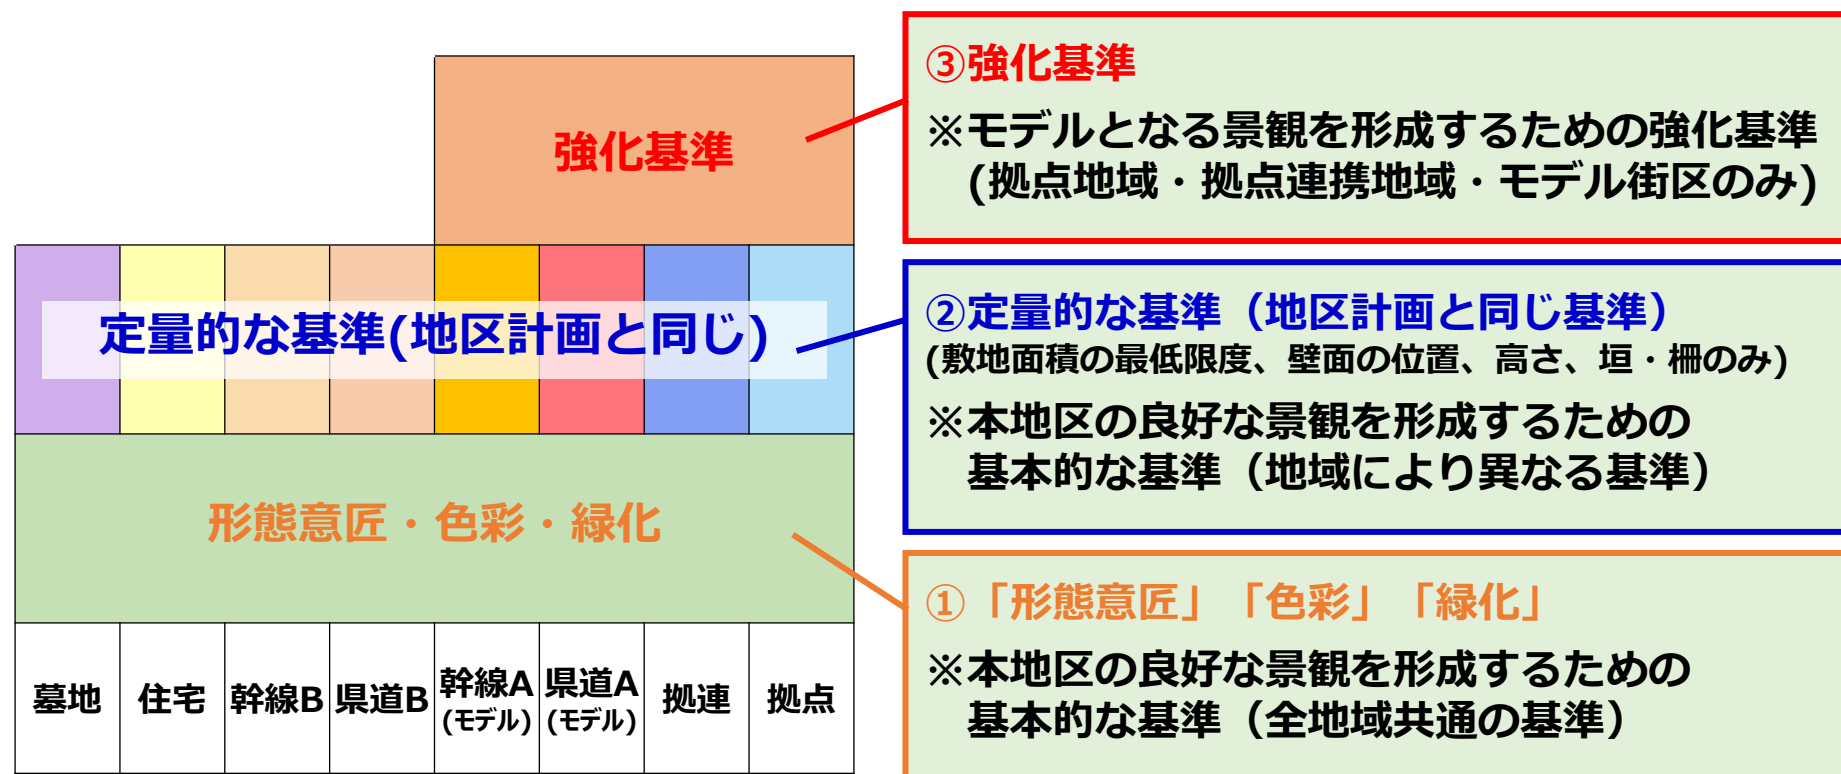 強化基準
定量的な基準(地区計画と同じ)
形態意匠・色彩・緑化
墓地
住宅
幹線B
県道B
幹線A
(モデル)
県道A
(モデル)
拠連
拠点
③強化基準
※モデルとなる景観を形成するための強化基準
(拠点地域・拠点連携地域・モデル街区のみ)
②定量的な基準（地区計画と同じ基準）
(敷地面積の最低限度、壁面の位置、高さ、垣・柵のみ)
※本地区の良好な景観を形成するための
基本的な基準（地域により異なる基準）
①「形態意匠」「色彩」「緑化」
※本地区の良好な景観を形成するための
基本的な基準（全地域共通の基準）